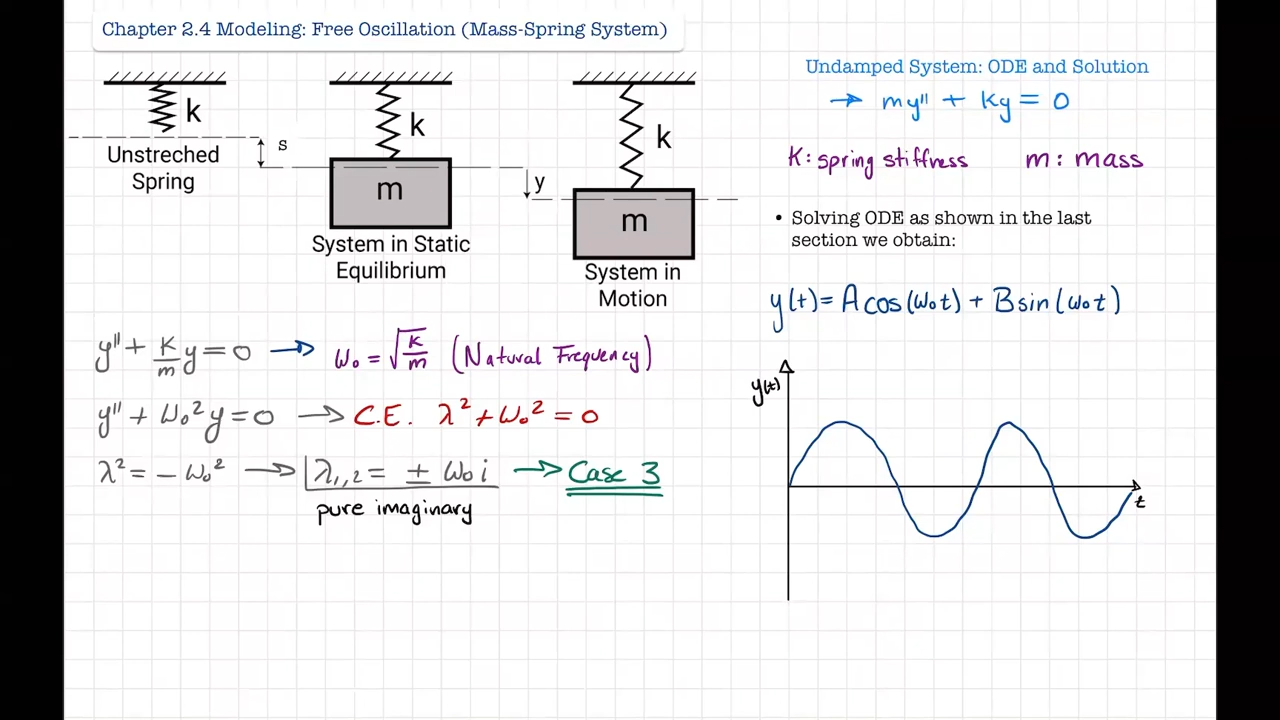 Chapter 2.4 Modeling: Free Oscillation (Mass-Spring System)
k
Unstreched
Spring
s
k
m
System in Static
Equilibrium
y
k
m
System in
Motion
Undamped System: ODE and Solution
→ my'' + ky = 0
K: spring stiffness m: mass
• Solving ODE as shown in the last
section we obtain:
y(t) = A cos(ω₀t) + B sin(ω₀t)
y'' + K/m y = 0 → ω₀ = √(K/m) (Natural Frequency)
y'' + ω₀² y = 0 → C.E. λ² + ω₀² = 0
λ² = − ω₀² → λ₁,₂ = ± ω₀ i → Case 3
pure imaginary
y(t)
t